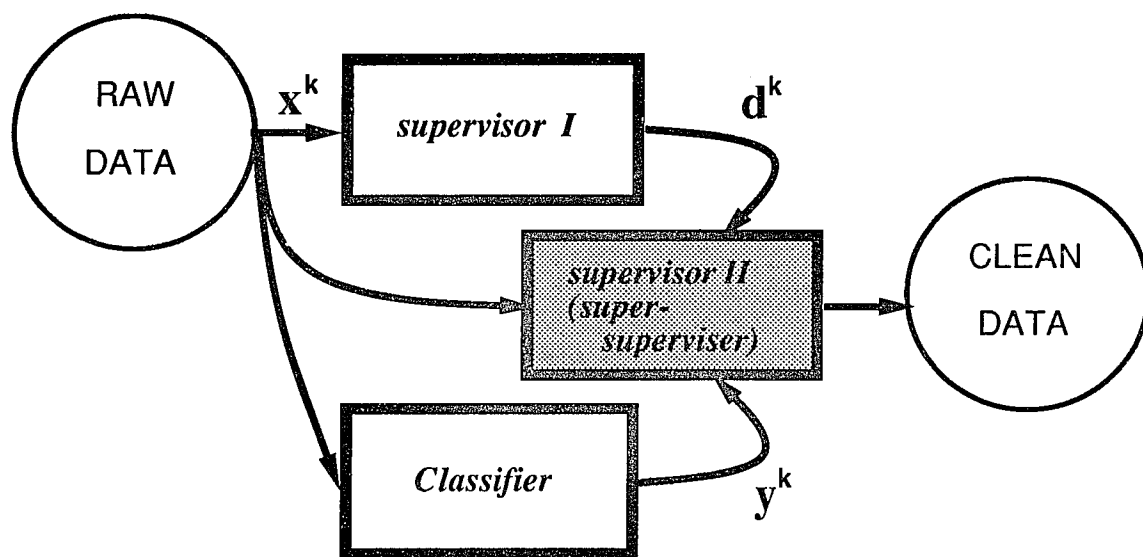 RAW
DATA
x^k
supervisor I
d^k
supervisor II
(super-
superviser)
CLEAN
DATA
Classifier
y^k